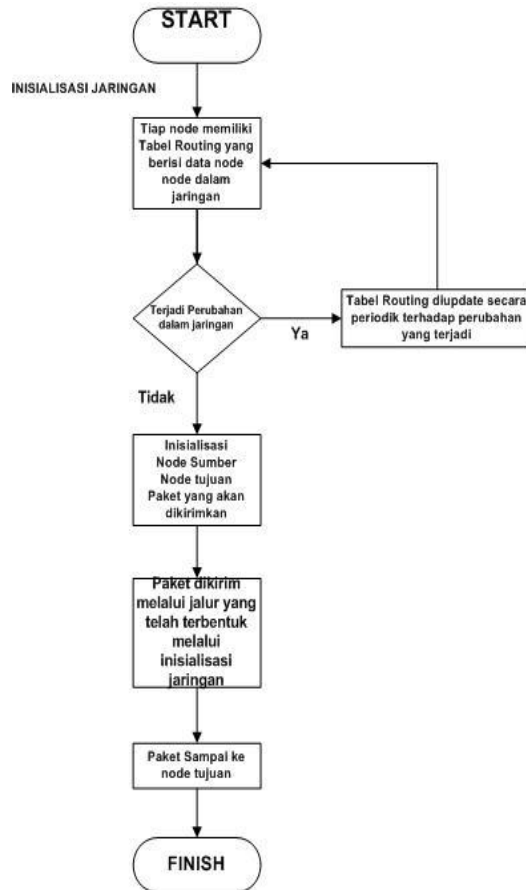 START
INISIALISASI JARINGAN
Tiap node memiliki
Tabel Routing yang
berisi data node
node dalam
jaringan
Terjadi Perubahan
dalam jaringan
Ya
Tabel Routing diupdate secara
periodik terhadap perubahan
yang terjadi
Tidak
Inisialisasi
Node Sumber
Node tujuan
Paket yang akan
dikirimkan
Paket dikirim
melalui jalur yang
telah terbentuk
melalui
inisialisasi
jaringan
Paket Sampai ke
node tujuan
FINISH